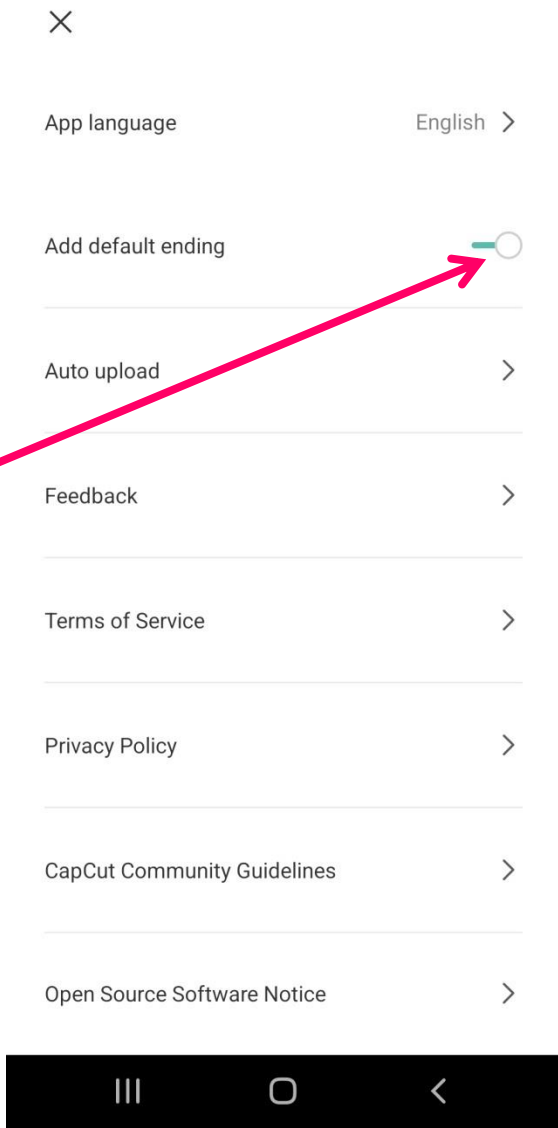 App language English
Add default ending
Auto upload
Feedback
Terms of Service
Privacy Policy
CapCut Community Guidelines
Open Source Software Notice